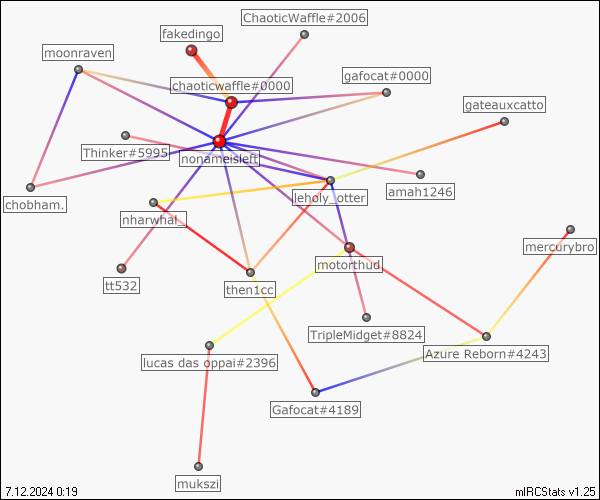 ChaoticWaffle#2006
fakedingo
moonraven
gafocat#0000
chaoticwaffle#0000
gateauxcatto
Thinker#5995
nonameisleft
amah1246
leholy_otter
chobham.
nharwhal_
mercurybro
motorthud
tt532
then1cc
TripleMidget#8824
Azure Reborn#4243
lucas das oppai#2396
Gafocat#4189
mukszi
7.12.2024 0:19
mIRCStats v1.25